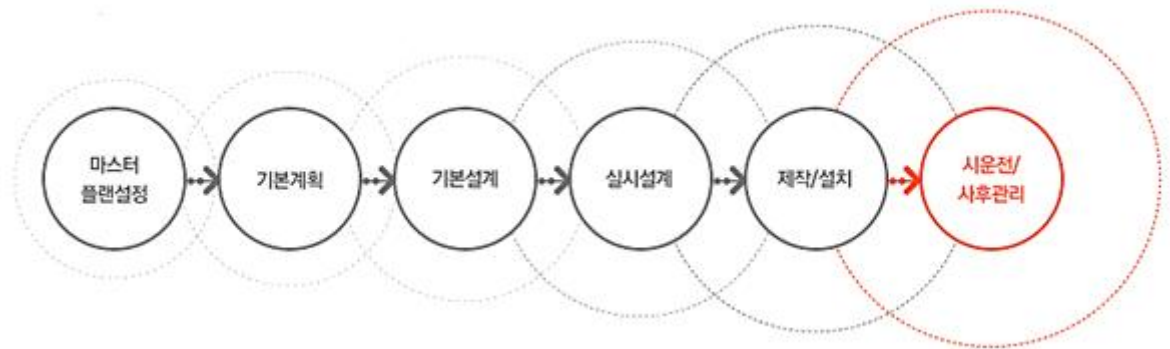 마스터
플랜설정
기본계획
기본설계
실시설계
제작/설치
시운전/
사후관리